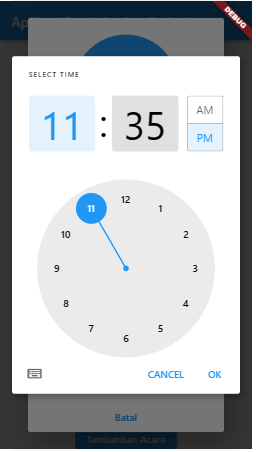 DEBUG
SELECT TIME
11 : 35
AM
PM
12
11 1
10 2
9 3
8 4
7 5
6
CANCEL OK
Batal
Tambahkan Acara